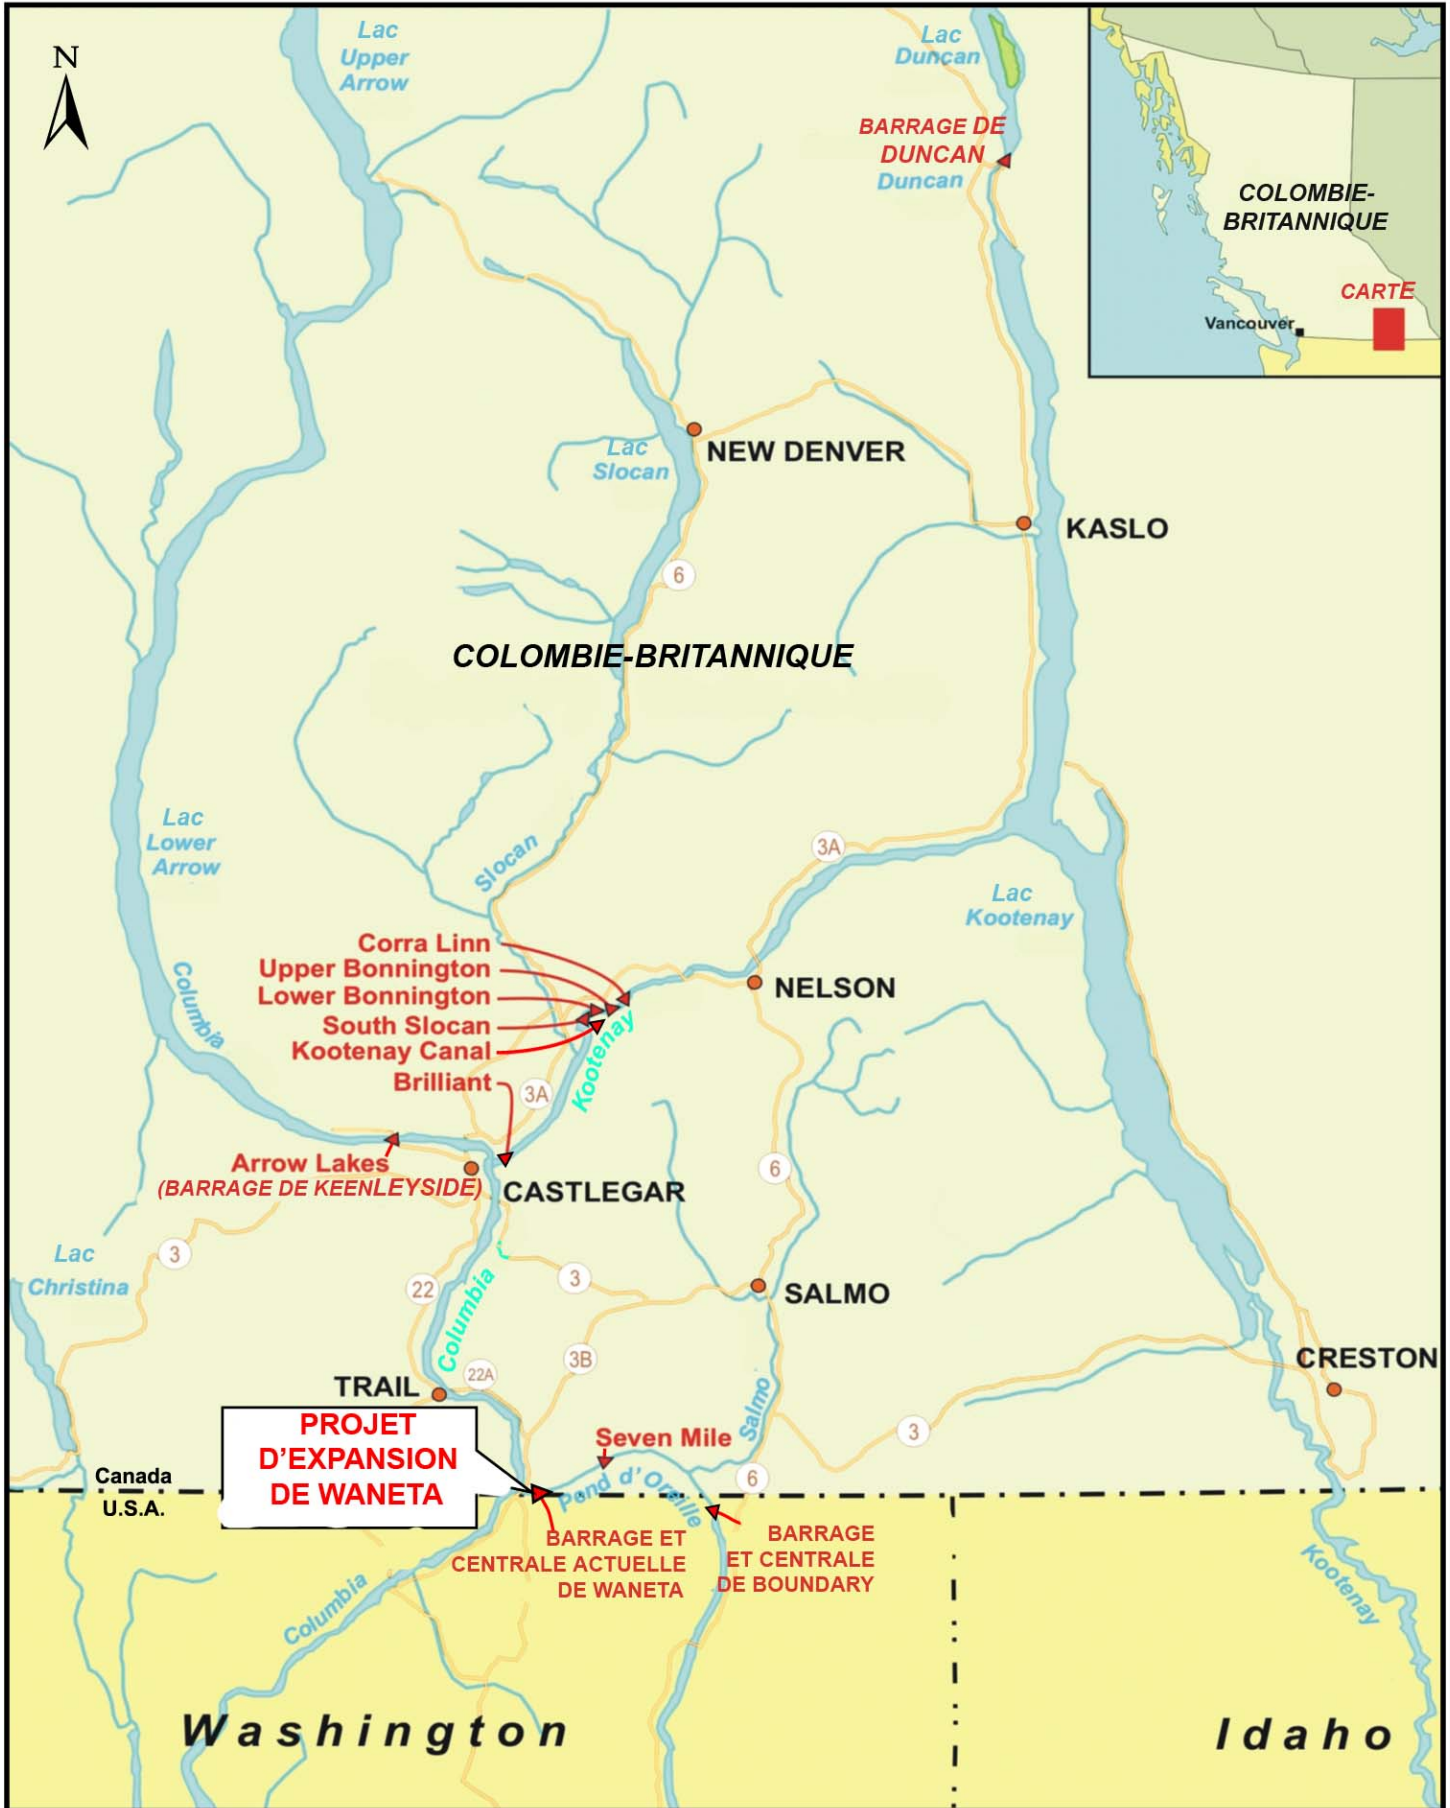 N
Lac
Upper
Arrow
Lac
Duncan
BARRAGE DE
DUNCAN
Duncan
COLOMBIE-
BRITANNIQUE
CARTE
Vancouver
Lac
Slocan
NEW DENVER
KASLO
6
COLOMBIE-BRITANNIQUE
Lac
Lower
Arrow
Slocan
3A
Lac
Kootenay
Columbia
Corra Linn
Upper Bonnington
Lower Bonnington
South Slocan
Kootenay Canal
Brilliant
NELSON
Kootenay
3A
Arrow Lakes
(BARRAGE DE KEENLEYSIDE)
CASTLEGAR
6
Lac
Christina
3
22
Columbia
3
SALMO
3B
22A
TRAIL
CRESTON
Salmo
3
PROJET
D'EXPANSION
DE WANETA
Seven Mile
Pend d'Oreille
6
Canada
U.S.A.
BARRAGE ET
CENTRALE ACTUELLE
DE WANETA
BARRAGE
ET CENTRALE
DE BOUNDARY
Columbia
Kootenay
Washington
Idaho